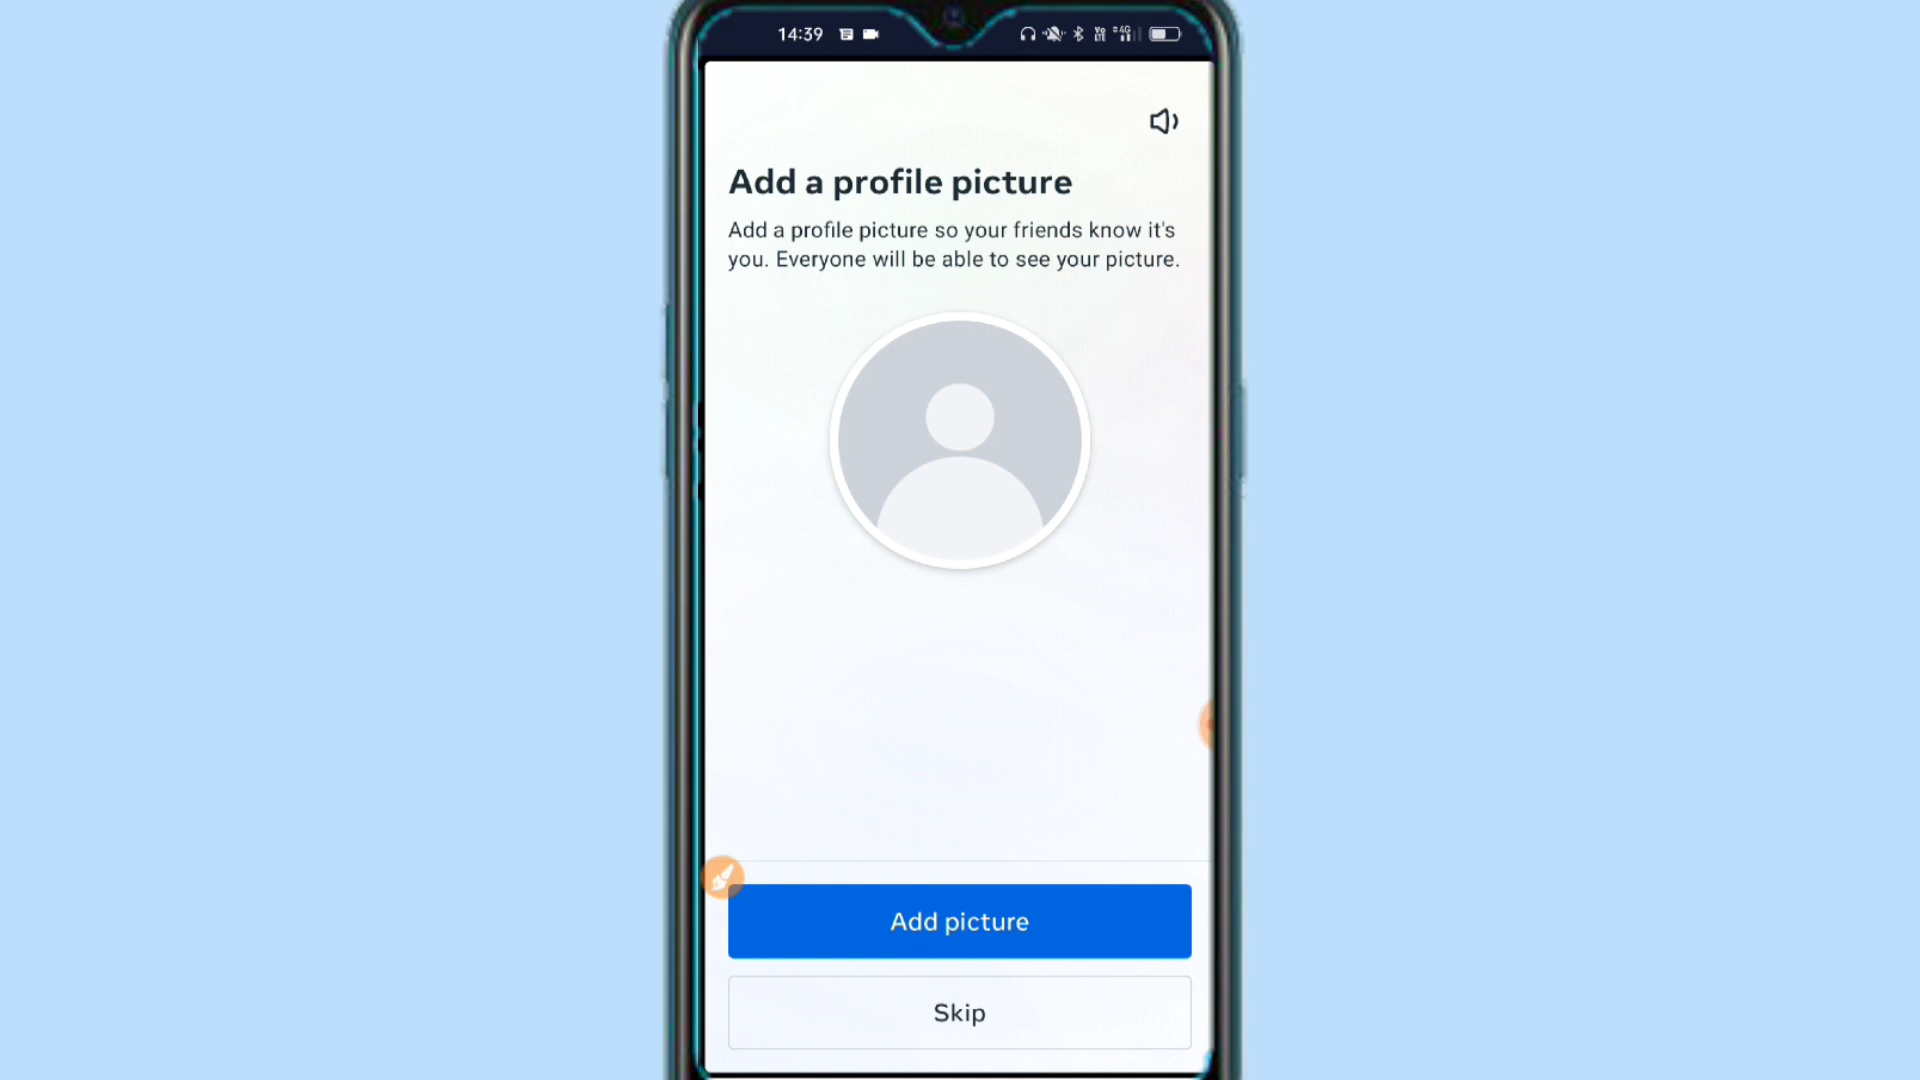 14:39
4G
Add a profile picture
Add a profile picture so your friends know it's
you. Everyone will be able to see your picture.
Add picture
Skip